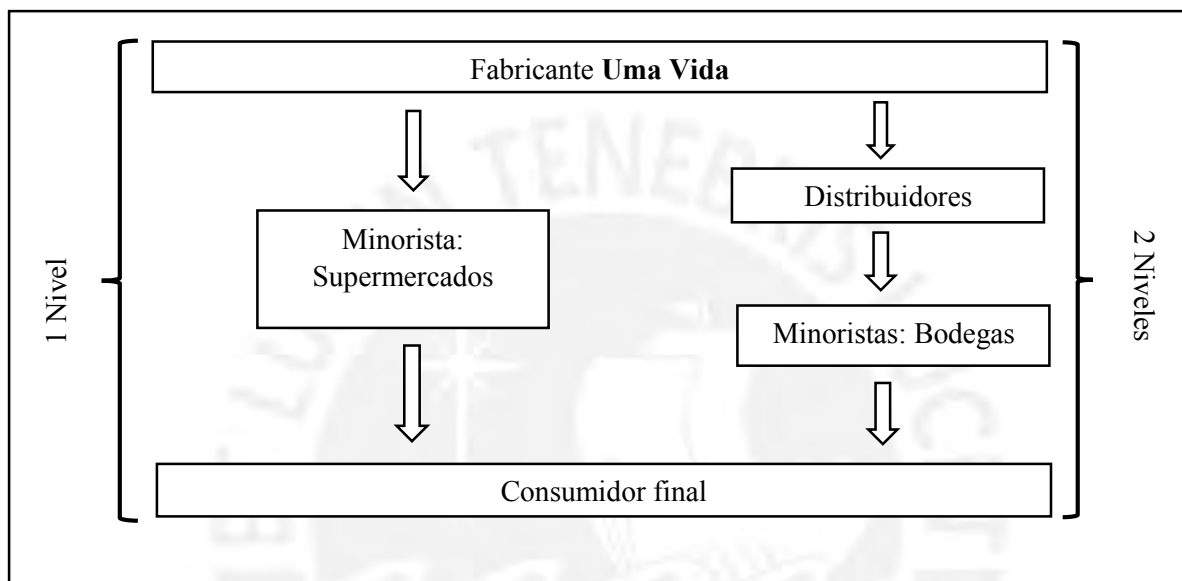 Fabricante Uma Vida
Distribuidores
Minorista:
Supermercados
Minoristas: Bodegas
1 Nivel
2 Niveles
Consumidor final